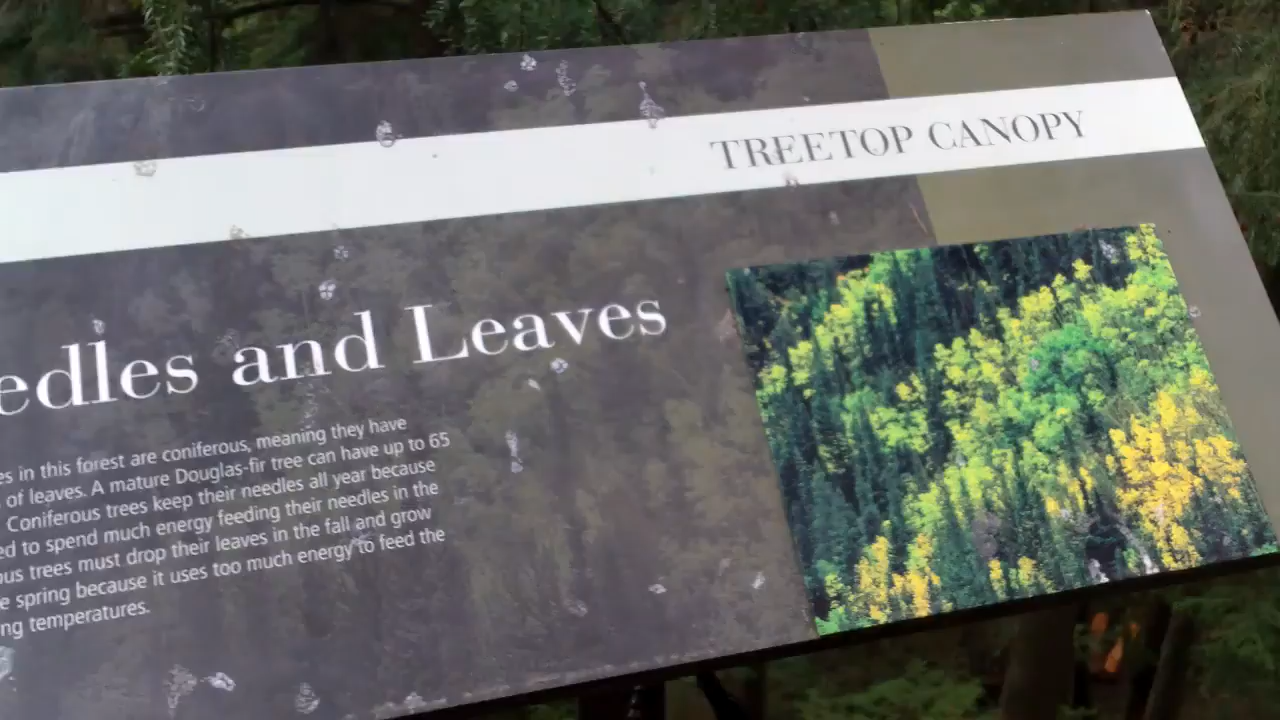 TREETOP CANOPY
edles and Leaves
es in this forest are coniferous, meaning they have
of leaves. A mature Douglas-fir tree can have up to 65
Coniferous trees keep their needles all year because
ed to spend much energy feeding their needles in the
ous trees must drop their leaves in the fall and grow
e spring because it uses too much energy to feed the
ng temperatures.